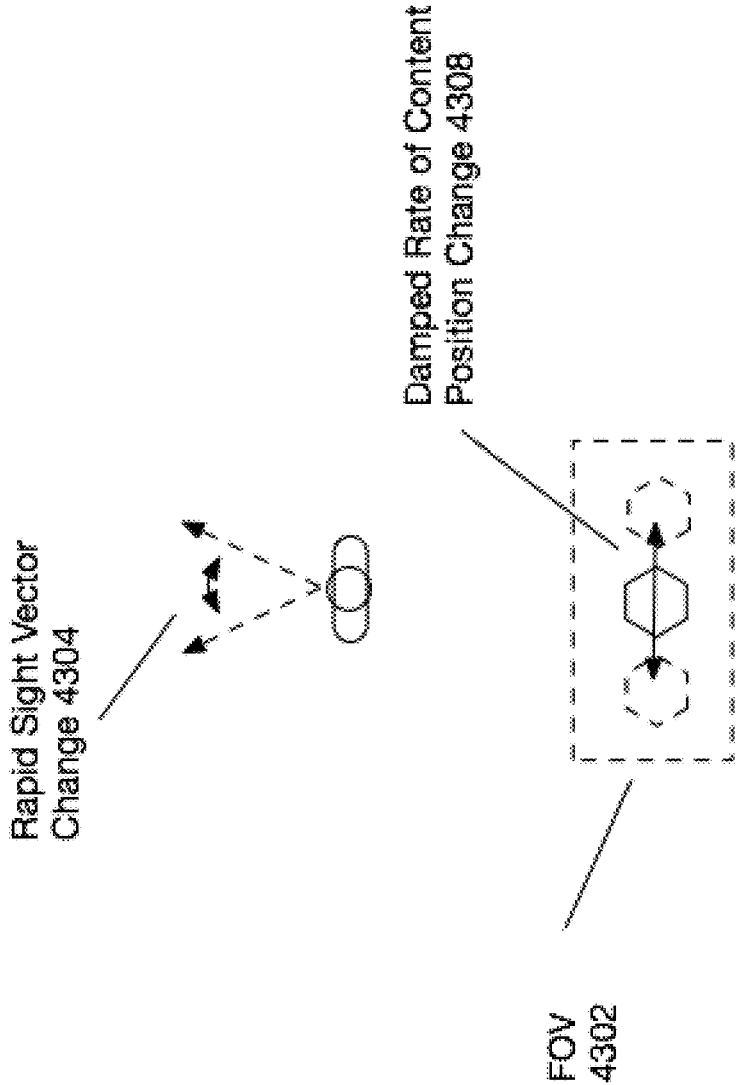 Rapid Sight Vector
Change 4304
Damped Rate of Content
Position Change 4308
FOV
4302